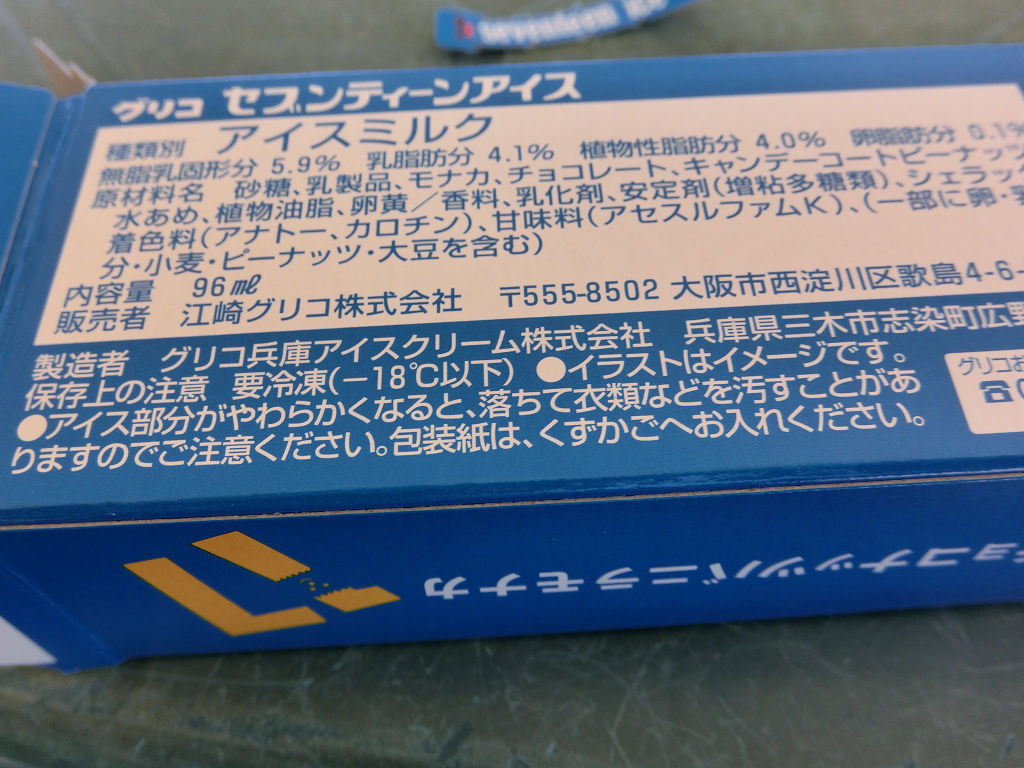 Seventeen Ice
グリコ セブンティーンアイス
種類別 アイスミルク
無脂乳固形分 5.9% 乳脂肪分 4.1% 植物性脂肪分 4.0% 卵脂肪分 0.1%
原材料名 砂糖、乳製品、モナカ、チョコレート、キャンデーコートピーナッツ
水あめ、植物油脂、卵黄／香料、乳化剤、安定剤(増粘多糖類)、シェラック
着色料(アナトー、カロチン)、甘味料(アセスルファムK)、(一部に卵・乳
分・小麦・ピーナッツ・大豆を含む)
内容量 96ml
販売者 江崎グリコ株式会社 〒555-8502 大阪市西淀川区歌島4-6-
製造者 グリコ兵庫アイスクリーム株式会社 兵庫県三木市志染町広野
保存上の注意 要冷凍(－18℃以下) ●イラストはイメージです。
●アイス部分がやわらかくなると、落ちて衣類などを汚すことがあ
りますのでご注意ください。包装紙は、くずかごへお入れください。
グリコお
チョコナッツバニラモナカ